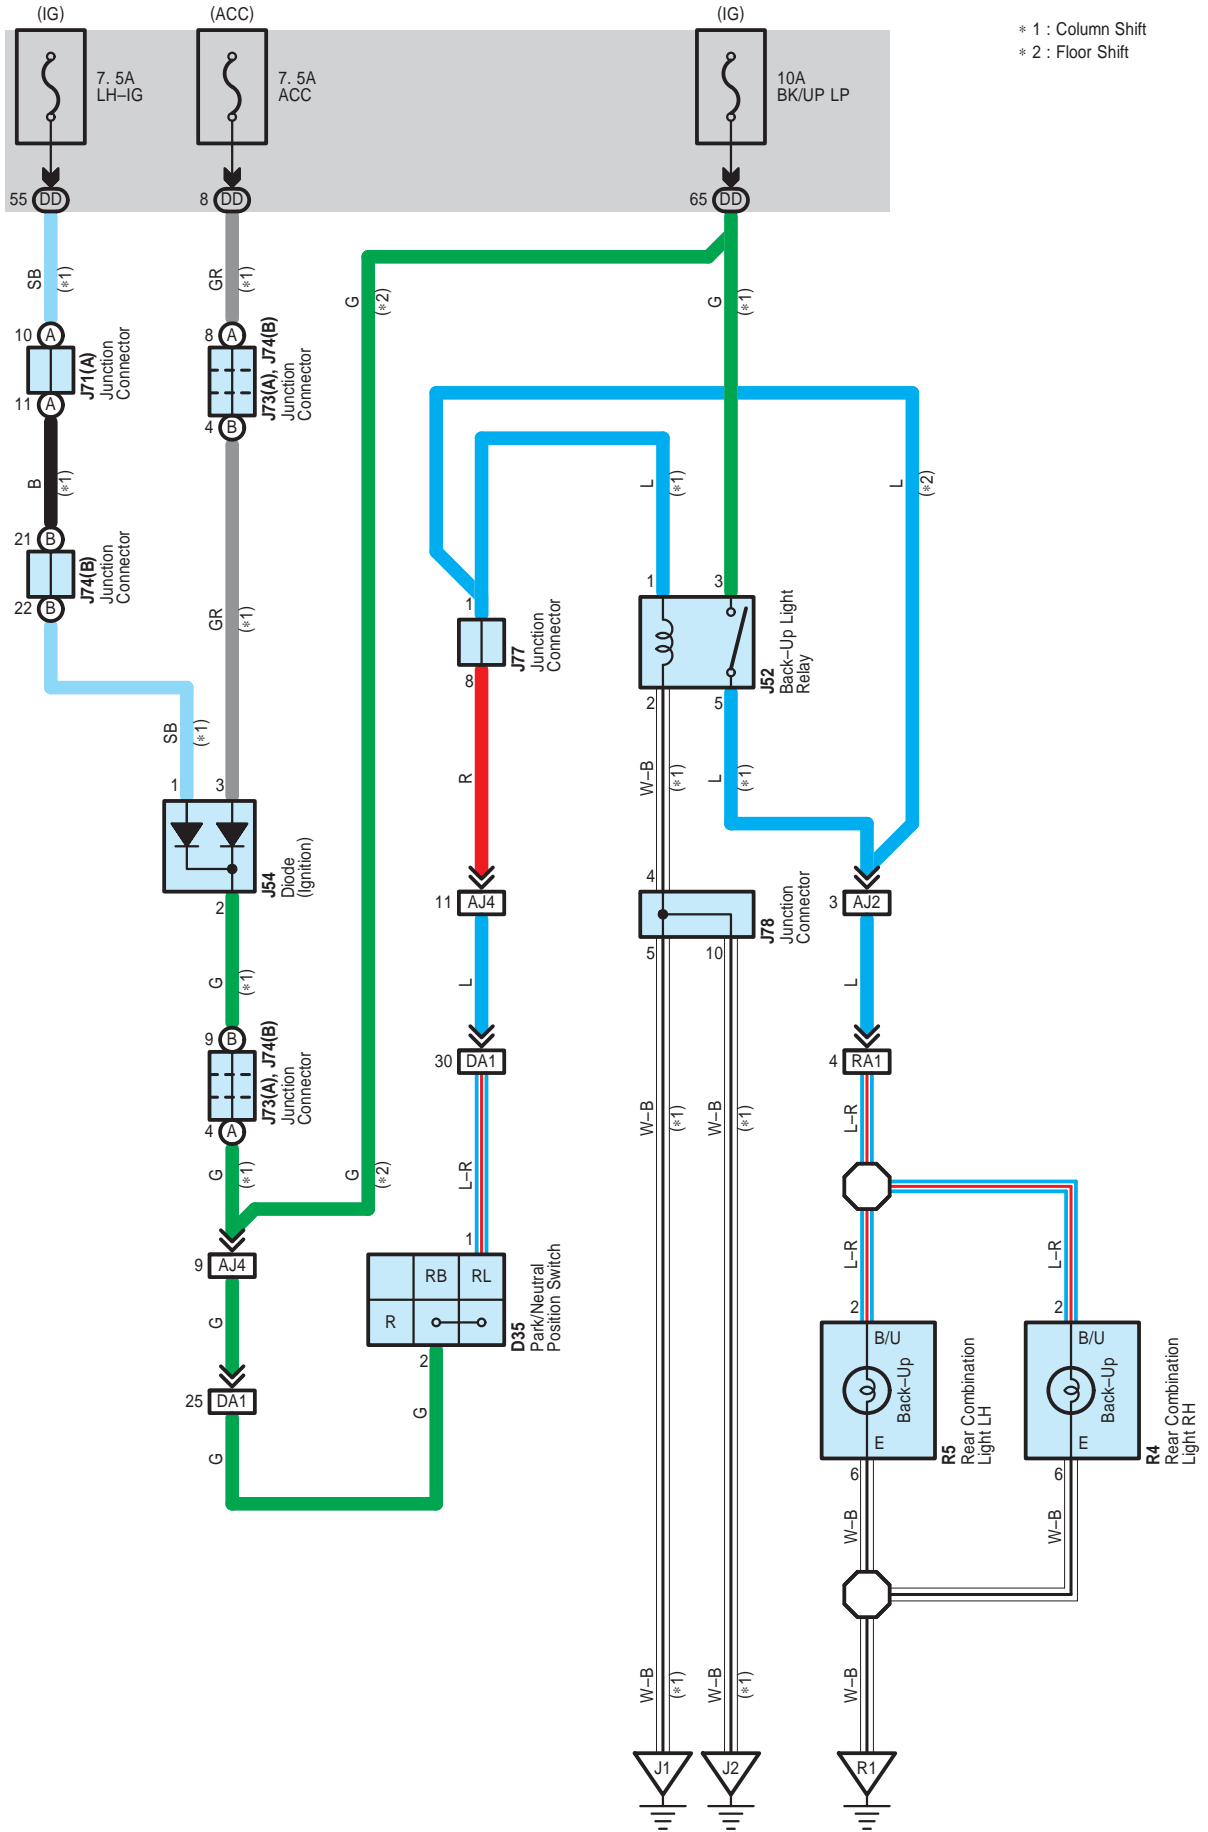 (IG)
(ACC)
(IG)
∗ 1 : Column Shift
∗ 2 : Floor Shift
7. 5A
LH–IG
7. 5A
ACC
10A
BK/UP LP
55 DD
8 DD
65 DD
SB
(∗1)
GR
(∗1)
G
(∗2)
G
(∗1)
10 A
J71(A)
Junction
Connector
11 A
8 A
J73(A), J74(B)
Junction
Connector
4 B
B
(∗1)
L
(∗1)
L
(∗2)
21 B
J74(B)
Junction
Connector
22 B
GR
(∗1)
1
J77
Junction
Connector
8
1
3
J52
Back–Up Light
Relay
2
5
SB
(∗1)
R
W–B
(∗1)
L
(∗1)
1
3
J54
Diode
(Ignition)
2
11 AJ4
4
J78
Junction
Connector
5
10
3 AJ2
G
(∗1)
L
L
9 B
J73(A), J74(B)
Junction
Connector
4 A
30 DA1
4 RA1
W–B
(∗1)
W–B
(∗1)
L–R
G
(∗1)
G
(∗2)
L–R
9 AJ4
1
RB
RL
R
D35
Park/Neutral
Position Switch
2
L–R
L–R
G
25 DA1
G
G
2
B/U
Back–Up
E
R5
Rear Combination
Light LH
6
2
B/U
Back–Up
E
R4
Rear Combination
Light RH
6
W–B
W–B
W–B
(∗1)
W–B
(∗1)
W–B
J1
J2
R1